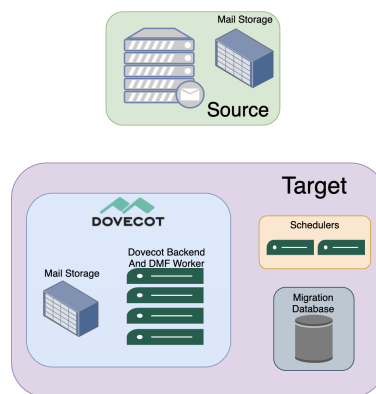 Mail Storage
Source
Target
DOVECOT
Schedulers
Dovecot Backend
And DMF Worker
Mail Storage
Migration
Database